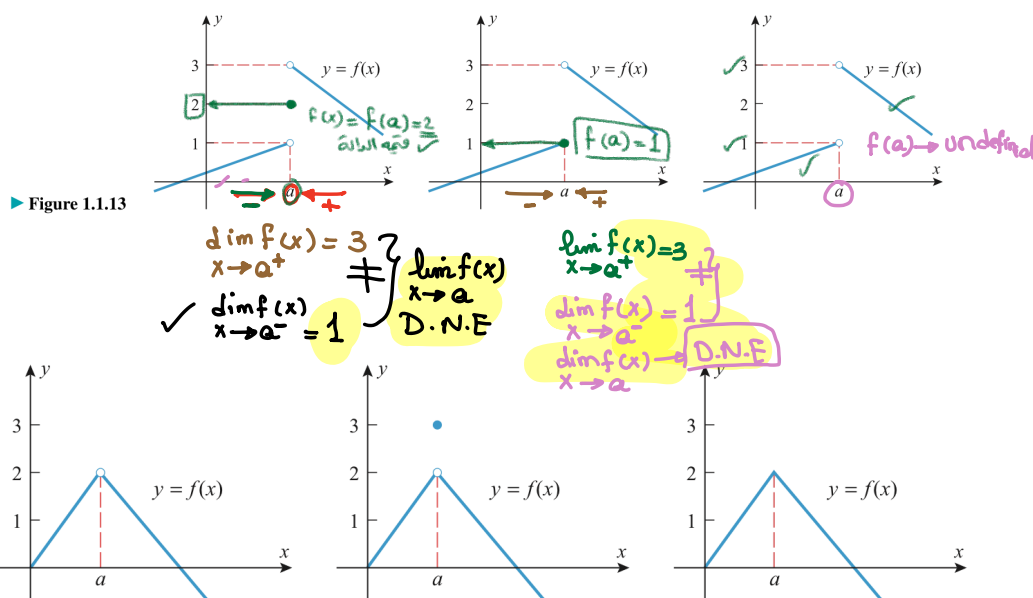 y
3
2
1
y = f(x)
f(x) = f(a) = 2
قيمة الدالة
x
a
−
+
y
3
2
1
y = f(x)
f(a) = 1
x
a
−
+
y
3
2
1
y = f(x)
f(a) → undefined
x
a
▶ Figure 1.1.13
lim f(x) = 3
x → a⁺
≠
lim f(x)
x → a⁻ = 1
lim f(x)
x → a
D.N.E
lim f(x) = 3
x → a⁺
≠
lim f(x) = 1
x → a⁻
lim f(x) → D.N.E
x → a
y
3
2
1
y = f(x)
x
a
y
3
2
1
y = f(x)
x
a
y
3
2
1
y = f(x)
x
a